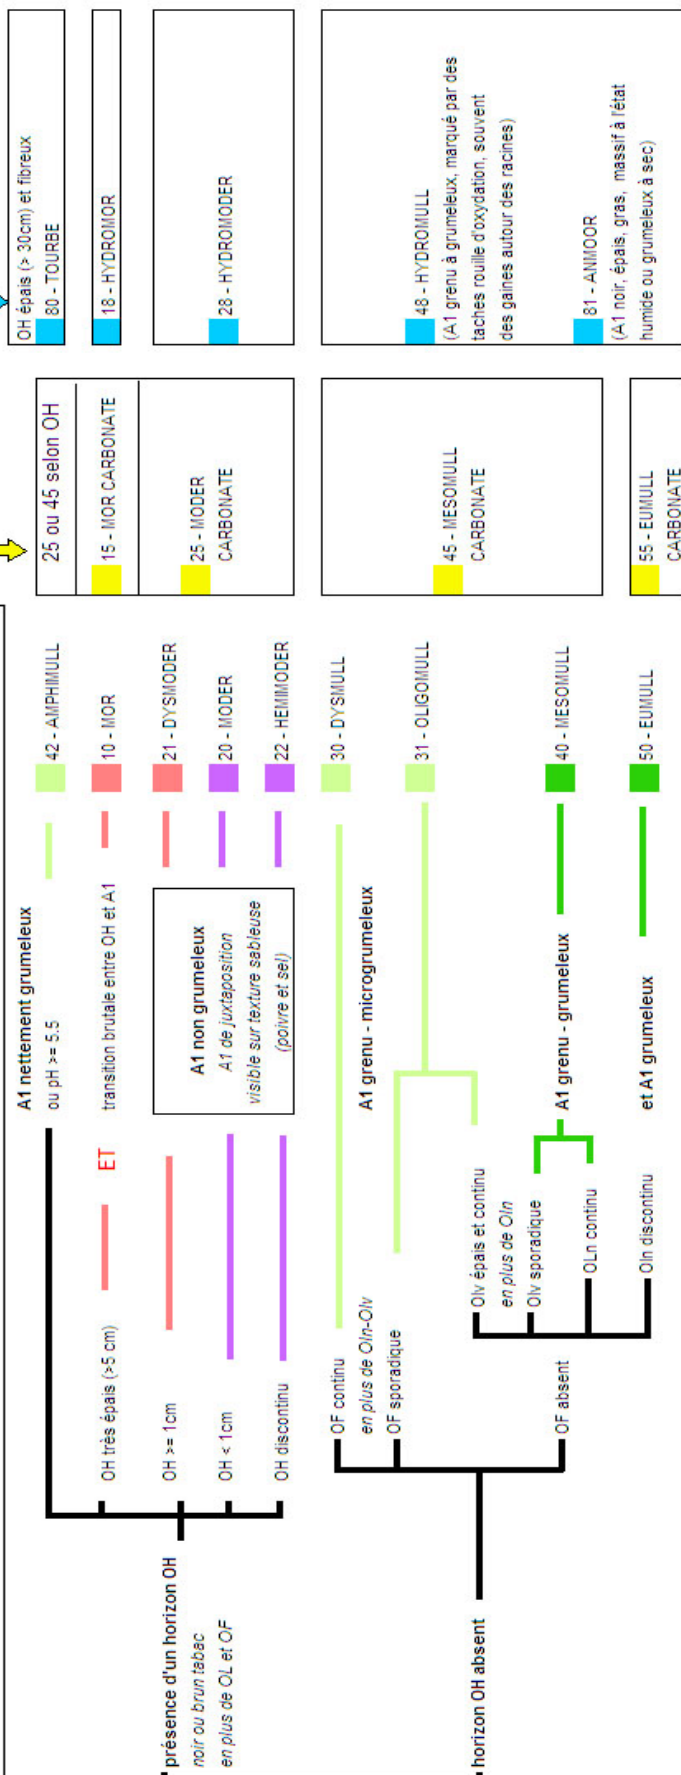 présence d'un horizon OH
noir ou brun tabac
en plus de OL et OF
A1 nettement grumeleux
ou pH >= 5.5
42 - AMPHIMULL
OH très épais (>5 cm)
ET
transition brutale entre OH et A1
10 - MOR
OH >= 1cm
21 - DYSMODER
OH < 1cm
20 - MODER
OH discontinu
22 - HEMIMODER
A1 non grumeleux
A1 de juxtaposition
visible sur texture sableuse
(poivre et sel)
horizon OH absent
OF continu
en plus de Oln-Olv
OF sporadique
30 - DYSMULL
A1 grenu - microgrumeleux
31 - OLIGOMULL
OF absent
Olv épais et continu
en plus de Oln
Olv sporadique
OLn continu
A1 grenu - grumeleux
40 - MESOMULL
Oln discontinu
et A1 grumeleux
50 - EUMULL
25 ou 45 selon OH
15 - MOR CARBONATE
25 - MODER
CARBONATE
45 - MESOMULL
CARBONATE
55 - EUMULL
CARBONATE
OH épais (> 30cm) et fibreux
80 - TOURBE
18 - HYDROMOR
28 - HYDROMODER
48 - HYDROMULL
(A1 grenu à grumeleux, marqué par des
taches rouille d'oxydation, souvent
des gaines autour des racines)
81 - ANMOOR
(A1 noir, épais, gras, massif à l'état
humide ou grumeleux à sec)